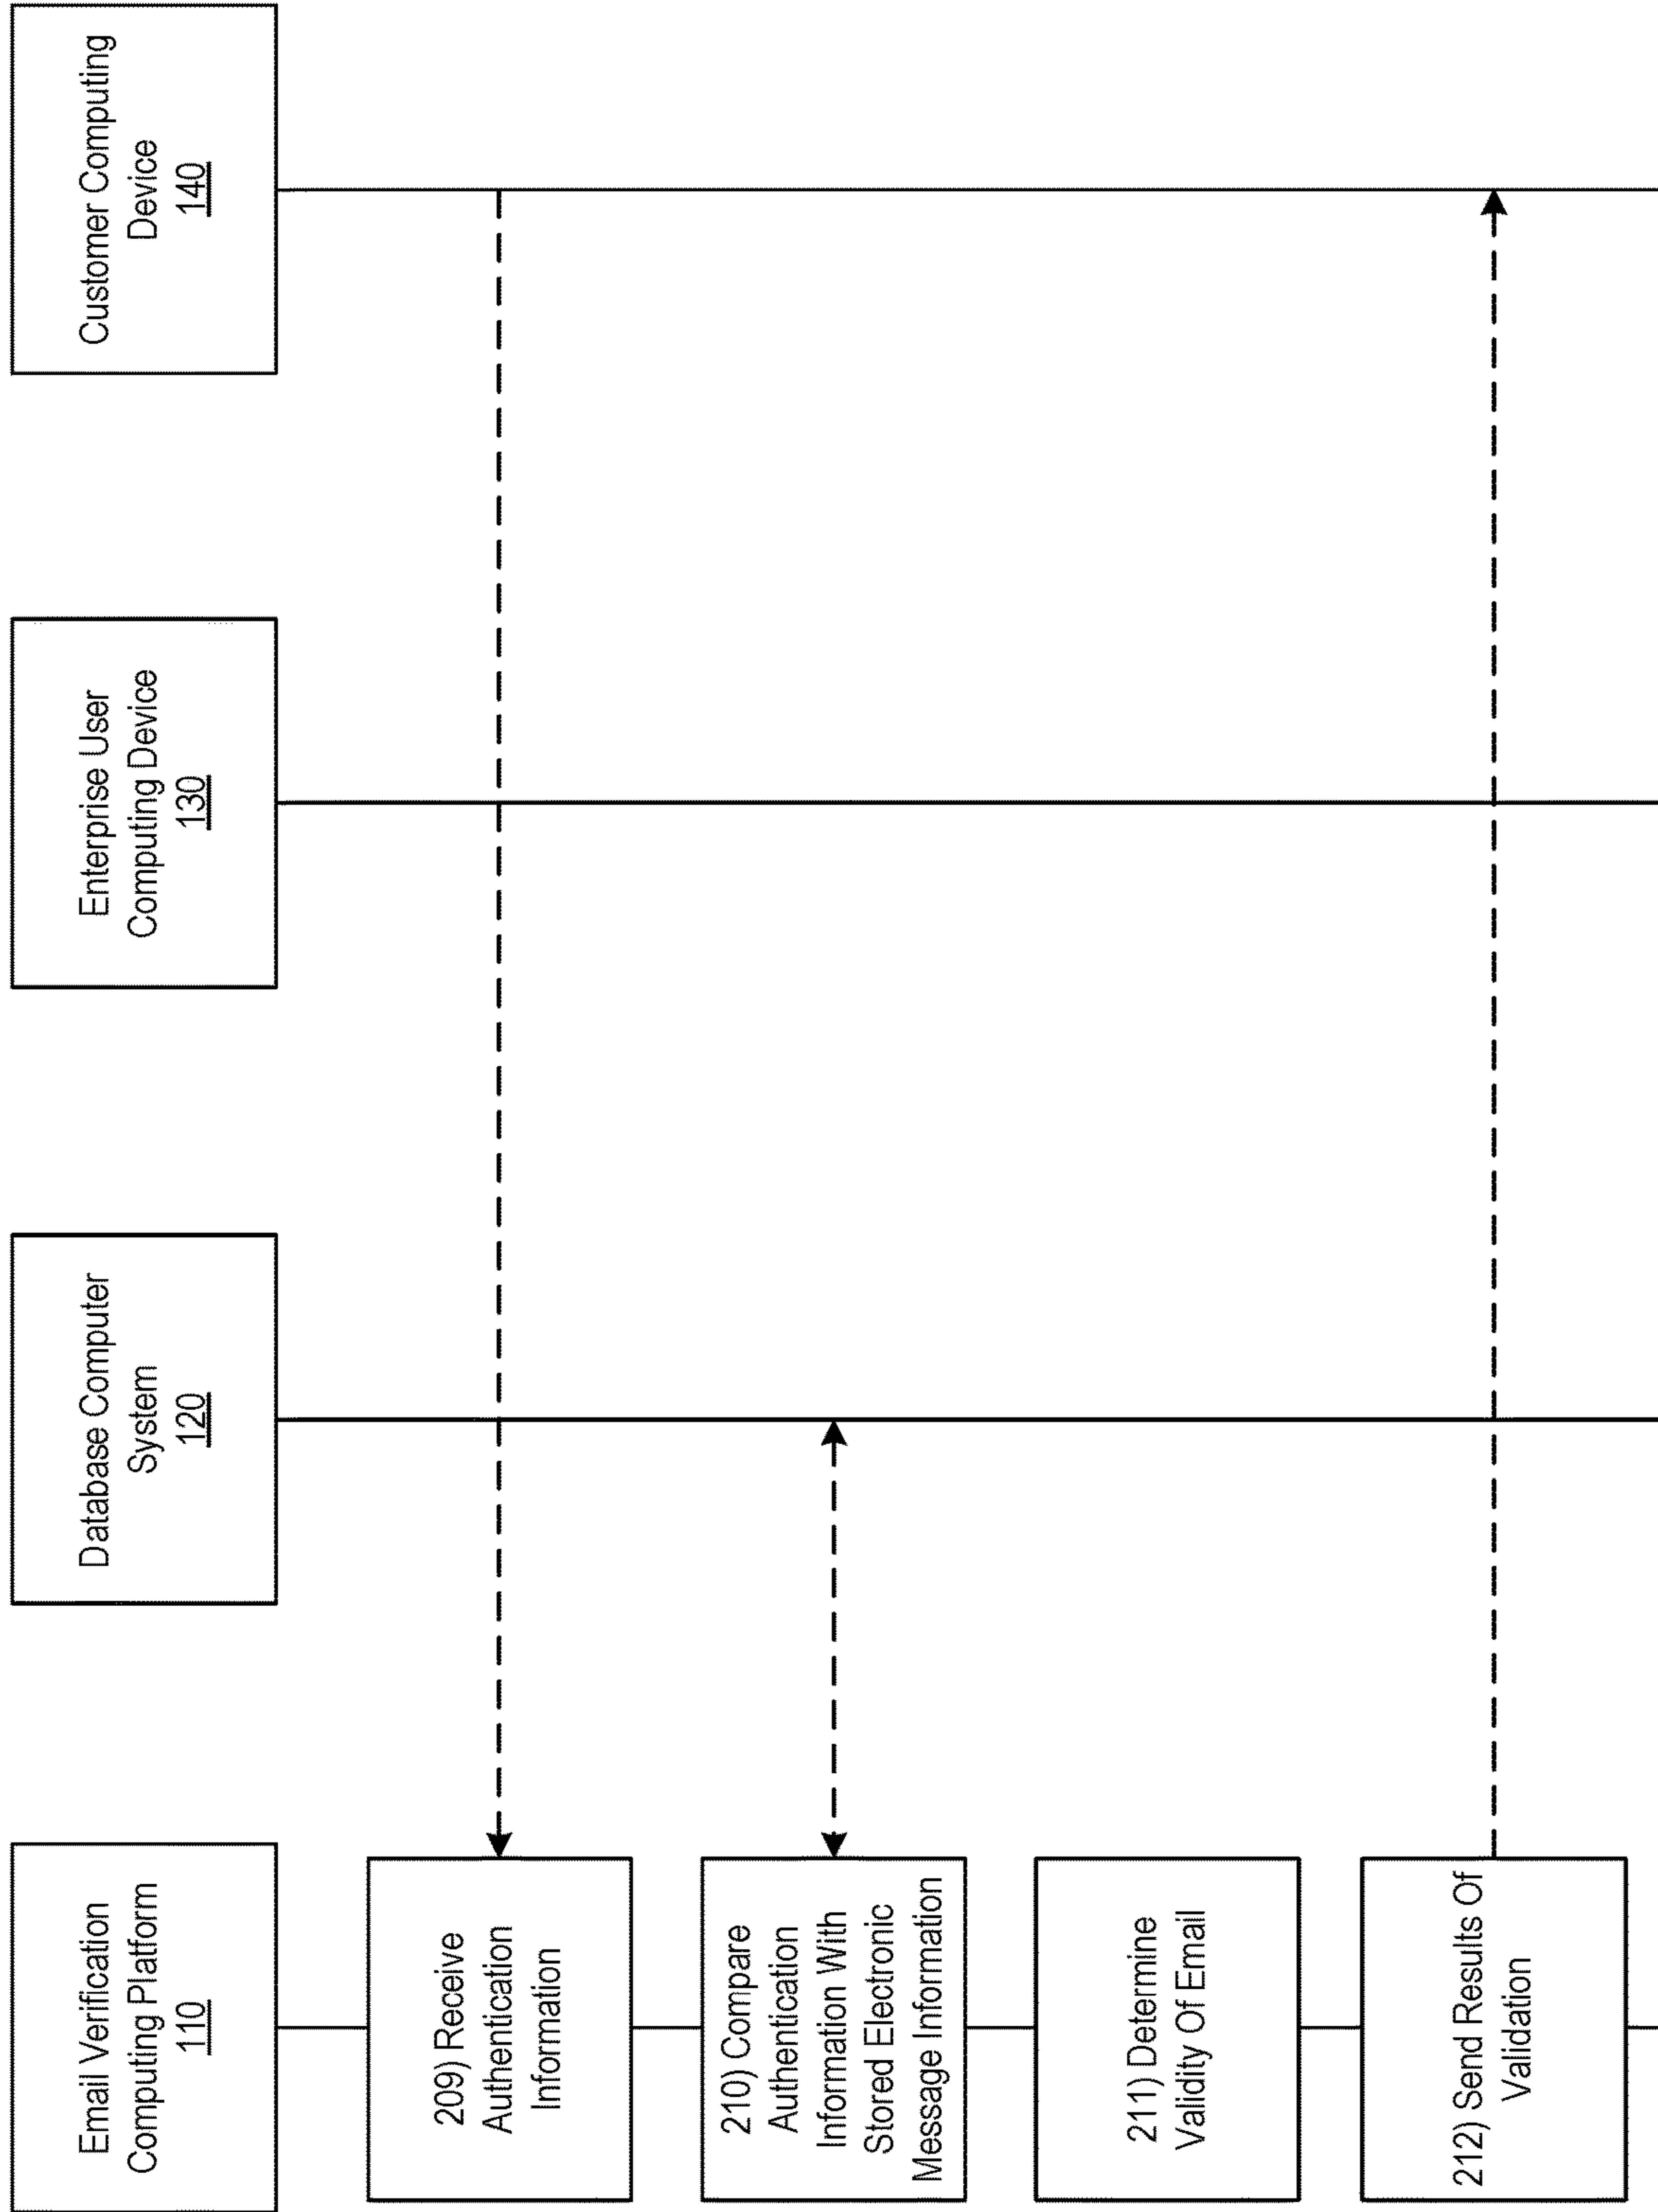 Email Verification
Computing Platform
110
Database Computer
System
120
Enterprise User
Computing Device
130
Customer Computing
Device
140
209) Receive
Authentication
Information
210) Compare
Authentication
Information With
Stored Electronic
Message Information
211) Determine
Validity Of Email
212) Send Results Of
Validation